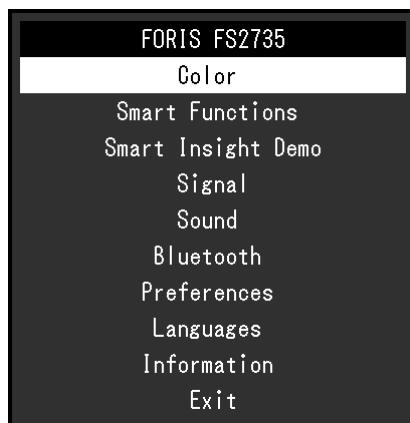 FORIS FS2735
Color
Smart Functions
Smart Insight Demo
Signal
Sound
Bluetooth
Preferences
Languages
Information
Exit